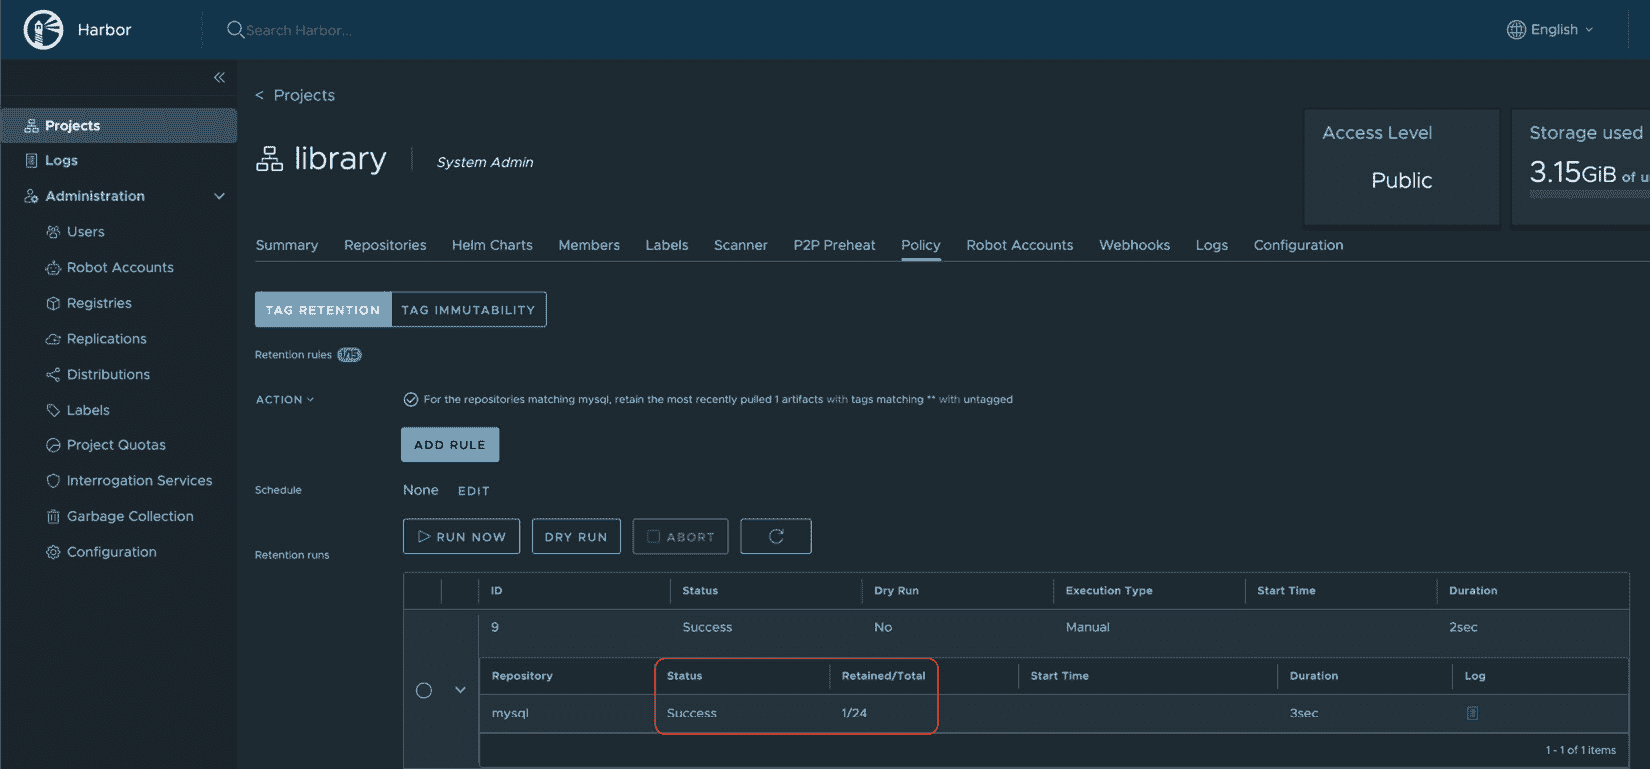 Harbor
Search Harbor...
English
Projects
Logs
Administration
Users
Robot Accounts
Registries
Replications
Distributions
Labels
Project Quotas
Interrogation Services
Garbage Collection
Configuration
< Projects
library
System Admin
Access Level
Public
Storage used
3.15GiB of u
Summary Repositories Helm Charts Members Labels Scanner P2P Preheat Policy Robot Accounts Webhooks Logs Configuration
TAG RETENTION TAG IMMUTABILITY
Retention rules 1/15
ACTION
For the repositories matching mysql, retain the most recently pulled 1 artifacts with tags matching ** with untagged
ADD RULE
Schedule None EDIT
Retention runs
RUN NOW DRY RUN ABORT
ID Status Dry Run Execution Type Start Time Duration
9 Success No Manual 2sec
Repository Status Retained/Total Start Time Duration Log
mysql Success 1/24 3sec
1 - 1 of 1 items